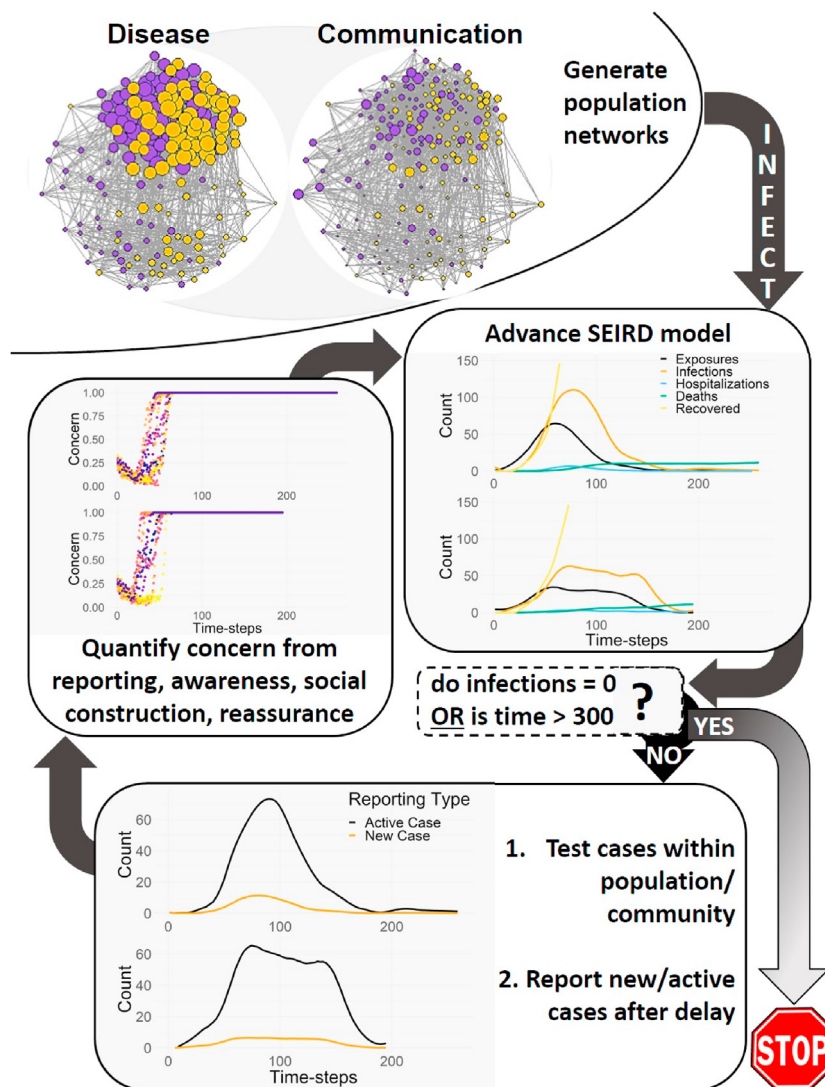 Disease
Communication
Generate
population
networks
INFECT
Advance SEIRD model
150
100
50
0
Count
0
100
200
Exposures
Infections
Hospitalizations
Deaths
Recovered
150
100
50
0
Count
0
100
200
Time-steps
1.00
0.75
0.50
0.25
0.00
Concern
0
100
200
1.00
0.75
0.50
0.25
0.00
Concern
0
100
200
Time-steps
Quantify concern from
reporting, awareness, social
construction, reassurance
do infections = 0
OR is time > 300
?
YES
NO
Reporting Type
Active Case
New Case
60
40
20
0
Count
0
100
200
60
40
20
0
Count
0
100
200
Time-steps
1. Test cases within
population/
community
2. Report new/active
cases after delay
STOP